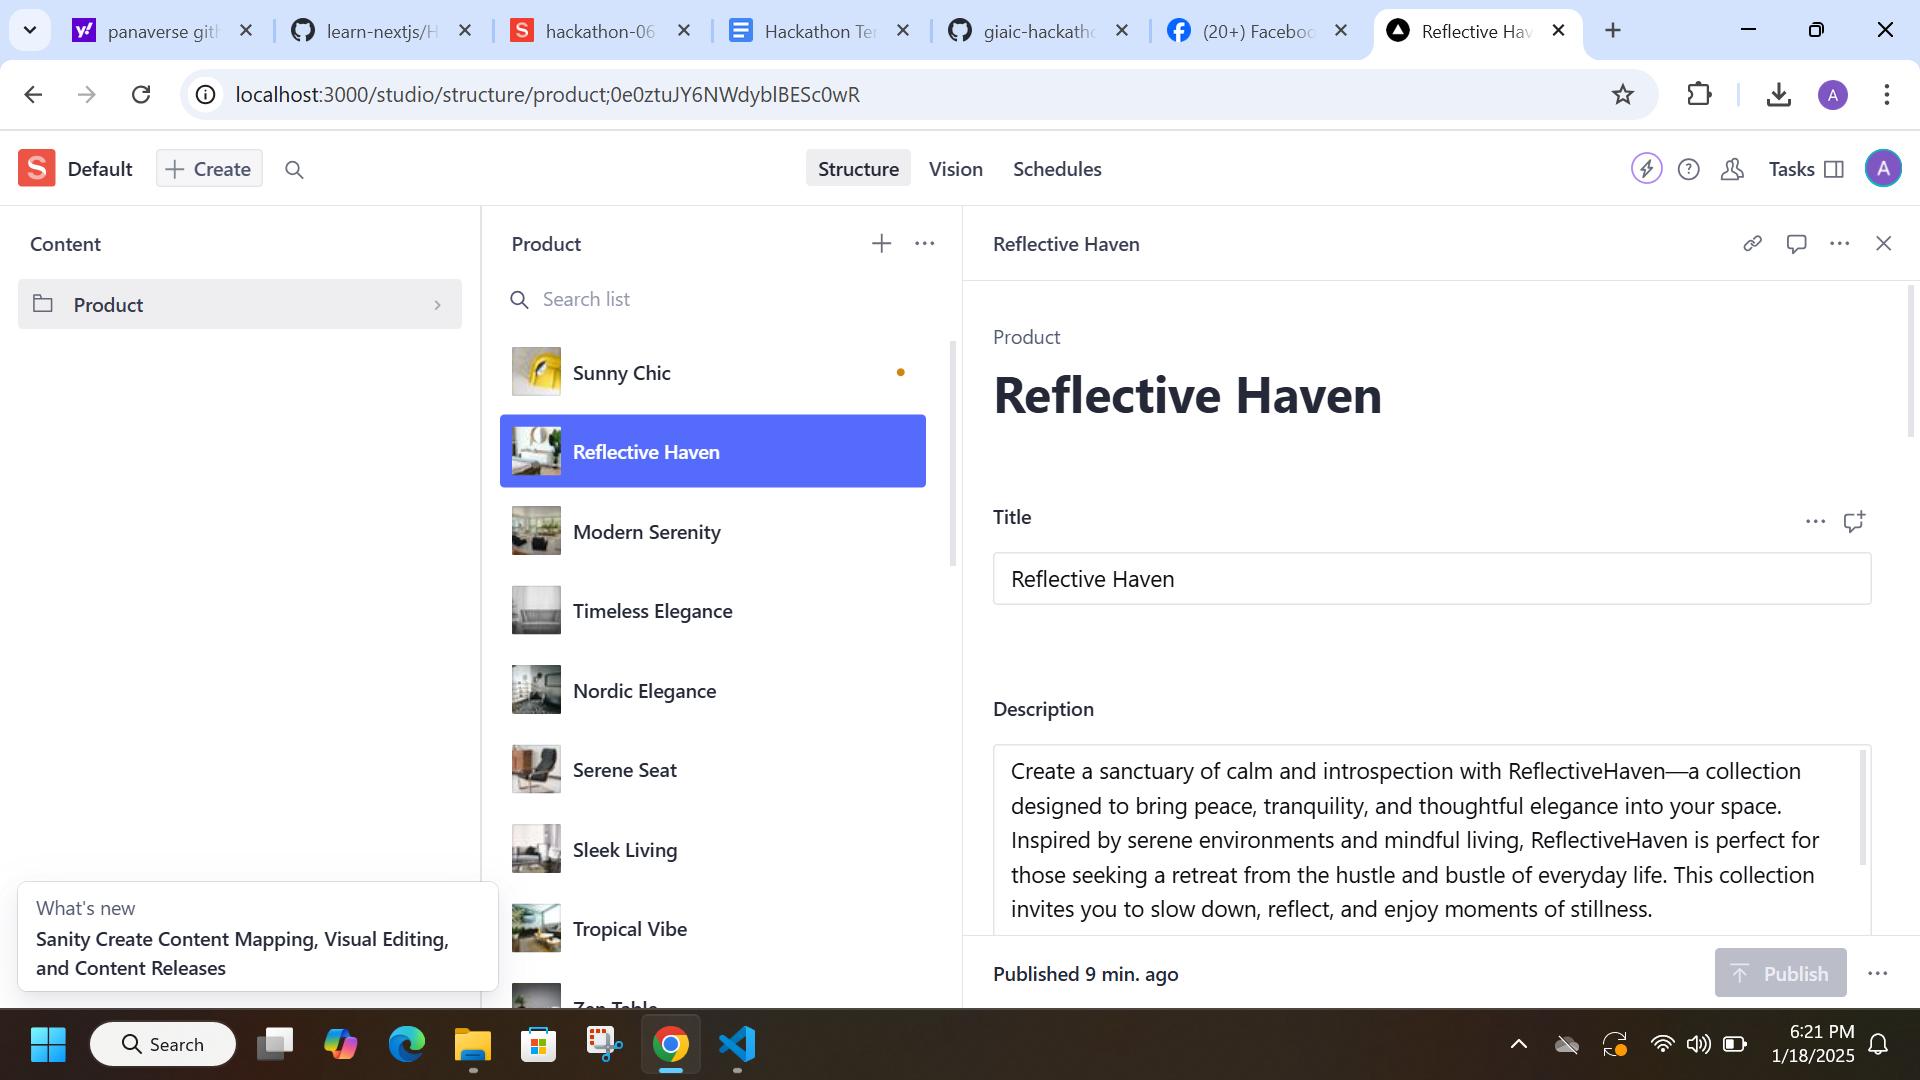 panaverse gith
learn-nextjs/H
hackathon-06
Hackathon Ter
giaic-hackatho
(20+) Faceboo
Reflective Hav
localhost:3000/studio/structure/product;0e0ztuJY6NWdyblBESc0wR
A
S Default
Create
Structure
Vision
Schedules
Tasks
A
Content
Product
Product
Search list
Sunny Chic
Reflective Haven
Modern Serenity
Timeless Elegance
Nordic Elegance
Serene Seat
Sleek Living
Tropical Vibe
Zen Table
Reflective Haven
Product
Reflective Haven
Title
Reflective Haven
Description
Create a sanctuary of calm and introspection with ReflectiveHaven—a collection
designed to bring peace, tranquility, and thoughtful elegance into your space.
Inspired by serene environments and mindful living, ReflectiveHaven is perfect for
those seeking a retreat from the hustle and bustle of everyday life. This collection
invites you to slow down, reflect, and enjoy moments of stillness.
Published 9 min. ago
Publish
What's new
Sanity Create Content Mapping, Visual Editing,
and Content Releases
Search
6:21 PM
1/18/2025